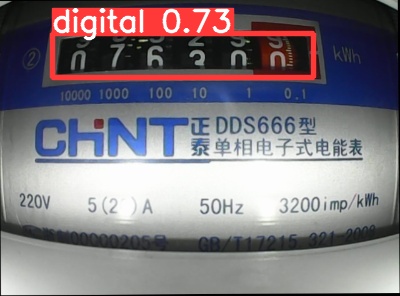 digital 0.73
② 0 7 6 3 0 0 kWh
10000 1000 100 10 1 0.1
CHNT 正泰 DDS666型
单相电子式电能表
220V 5(2 )A 50Hz 3200imp/kWh
00000205号 GB/T17215.321-2008